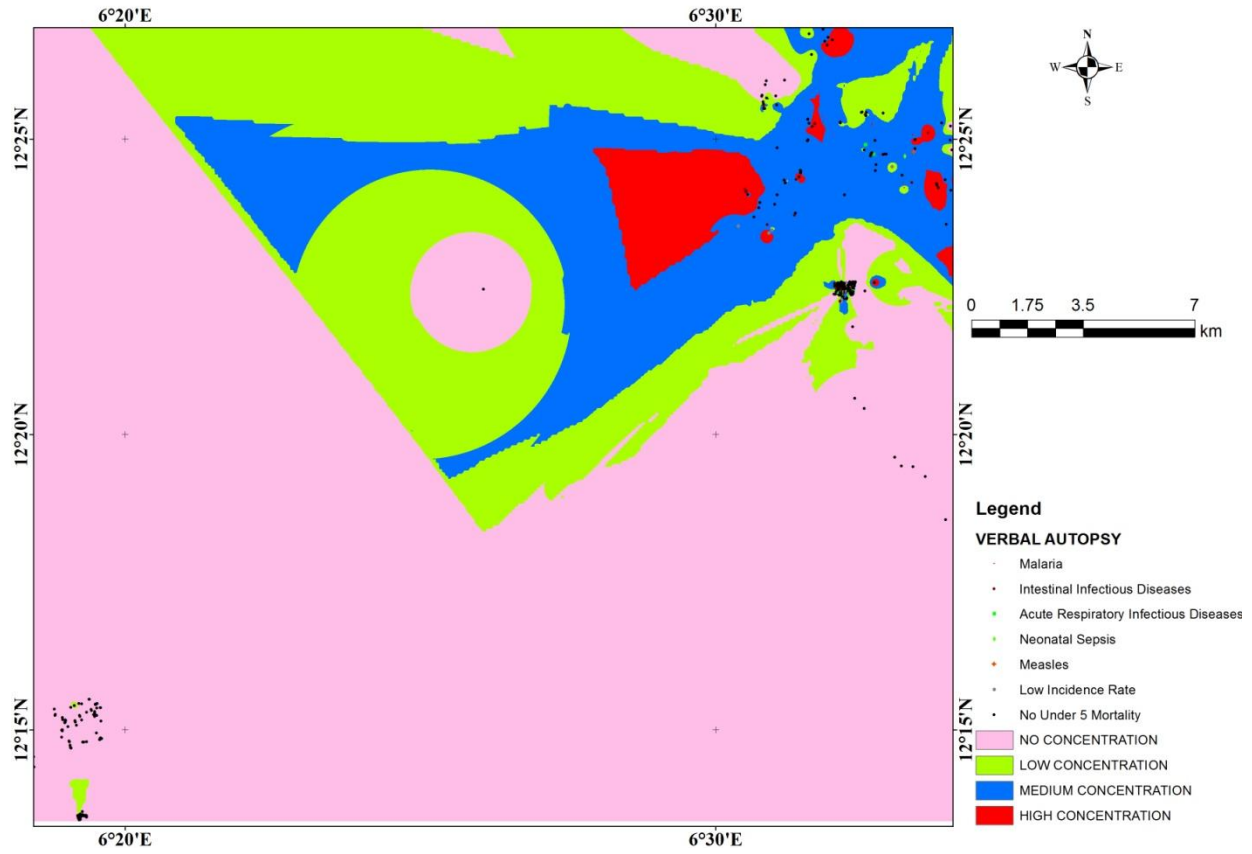 6°20'E 6°30'E
N
W E
S
12°25'N 12°25'N
0 1.75 3.5 7
km
12°20'N 12°20'N
Legend
VERBAL AUTOPSY
Malaria
Intestinal Infectious Diseases
Acute Respiratory Infectious Diseases
Neonatal Sepsis
Measles
Low Incidence Rate
No Under 5 Mortality
12°15'N 12°15'N
NO CONCENTRATION
LOW CONCENTRATION
MEDIUM CONCENTRATION
HIGH CONCENTRATION
6°20'E 6°30'E